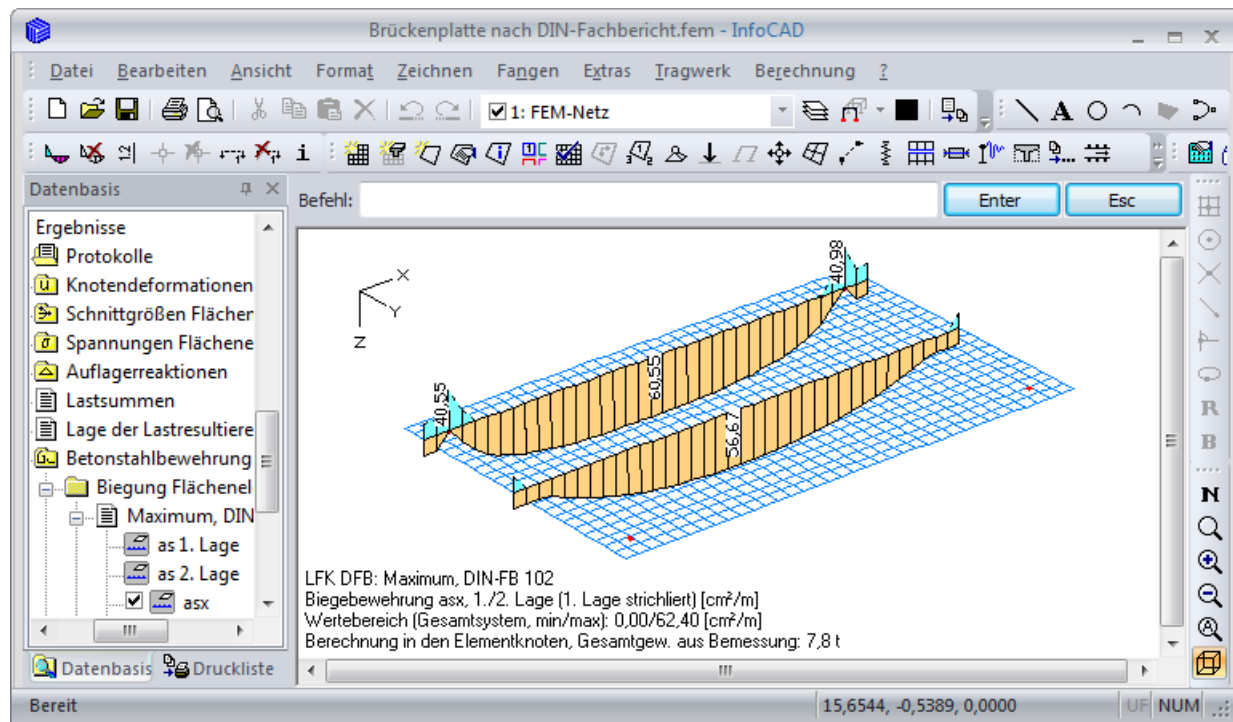 Brückenplatte nach DIN-Fachbericht.fem - InfoCAD
Datei Bearbeiten Ansicht Format Zeichnen Fangen Extras Tragwerk Berechnung ?
1: FEM-Netz
Datenbasis
Befehl:
Enter
Esc
Ergebnisse
Protokolle
Knotendeformationen
Schnittgrößen Flächer
Spannungen Flächene
Auflagerreaktionen
Lastsummen
Lage der Lastresultiere
Betonstahlbewehrung
Biegung Flächenel
Maximum, DIN
as 1. Lage
as 2. Lage
asx
X
Y
Z
-40,98
60,55
-40,55
56,67
LFK DFB: Maximum, DIN-FB 102
Biegebewehrung asx, 1./2. Lage (1. Lage strichliert) [cm²/m]
Wertebereich (Gesamtsystem, min/max): 0,00/62,40 [cm²/m]
Berechnung in den Elementknoten, Gesamtgew. aus Bemessung: 7,8 t
R
B
N
Datenbasis Druckliste
Bereit
15,6544, -0,5389, 0,0000
UF NUM